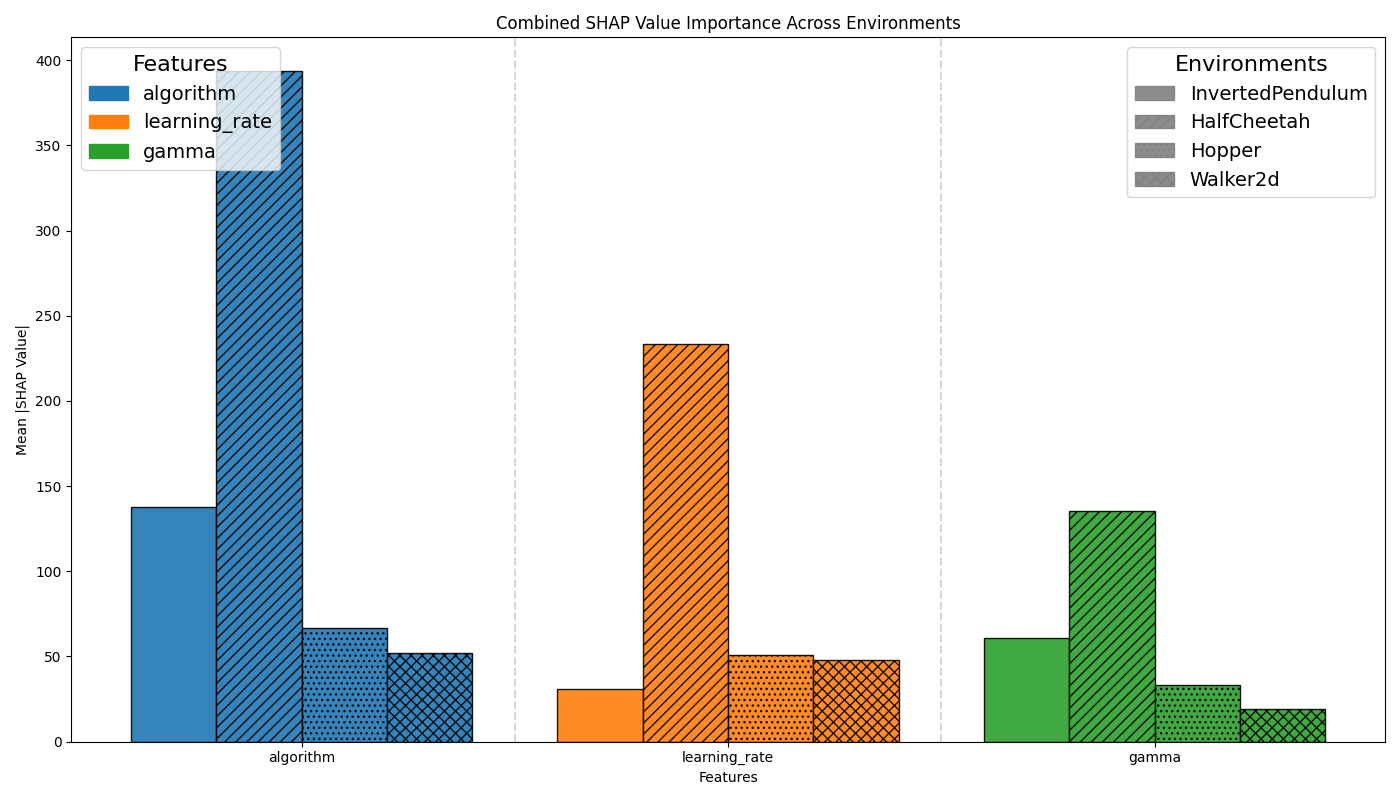 Combined SHAP Value Importance Across Environments
Mean |SHAP Value|
400
350
300
250
200
150
100
50
0
Features
algorithm
learning_rate
gamma
Environments
InvertedPendulum
HalfCheetah
Hopper
Walker2d
algorithm
learning_rate
gamma
Features